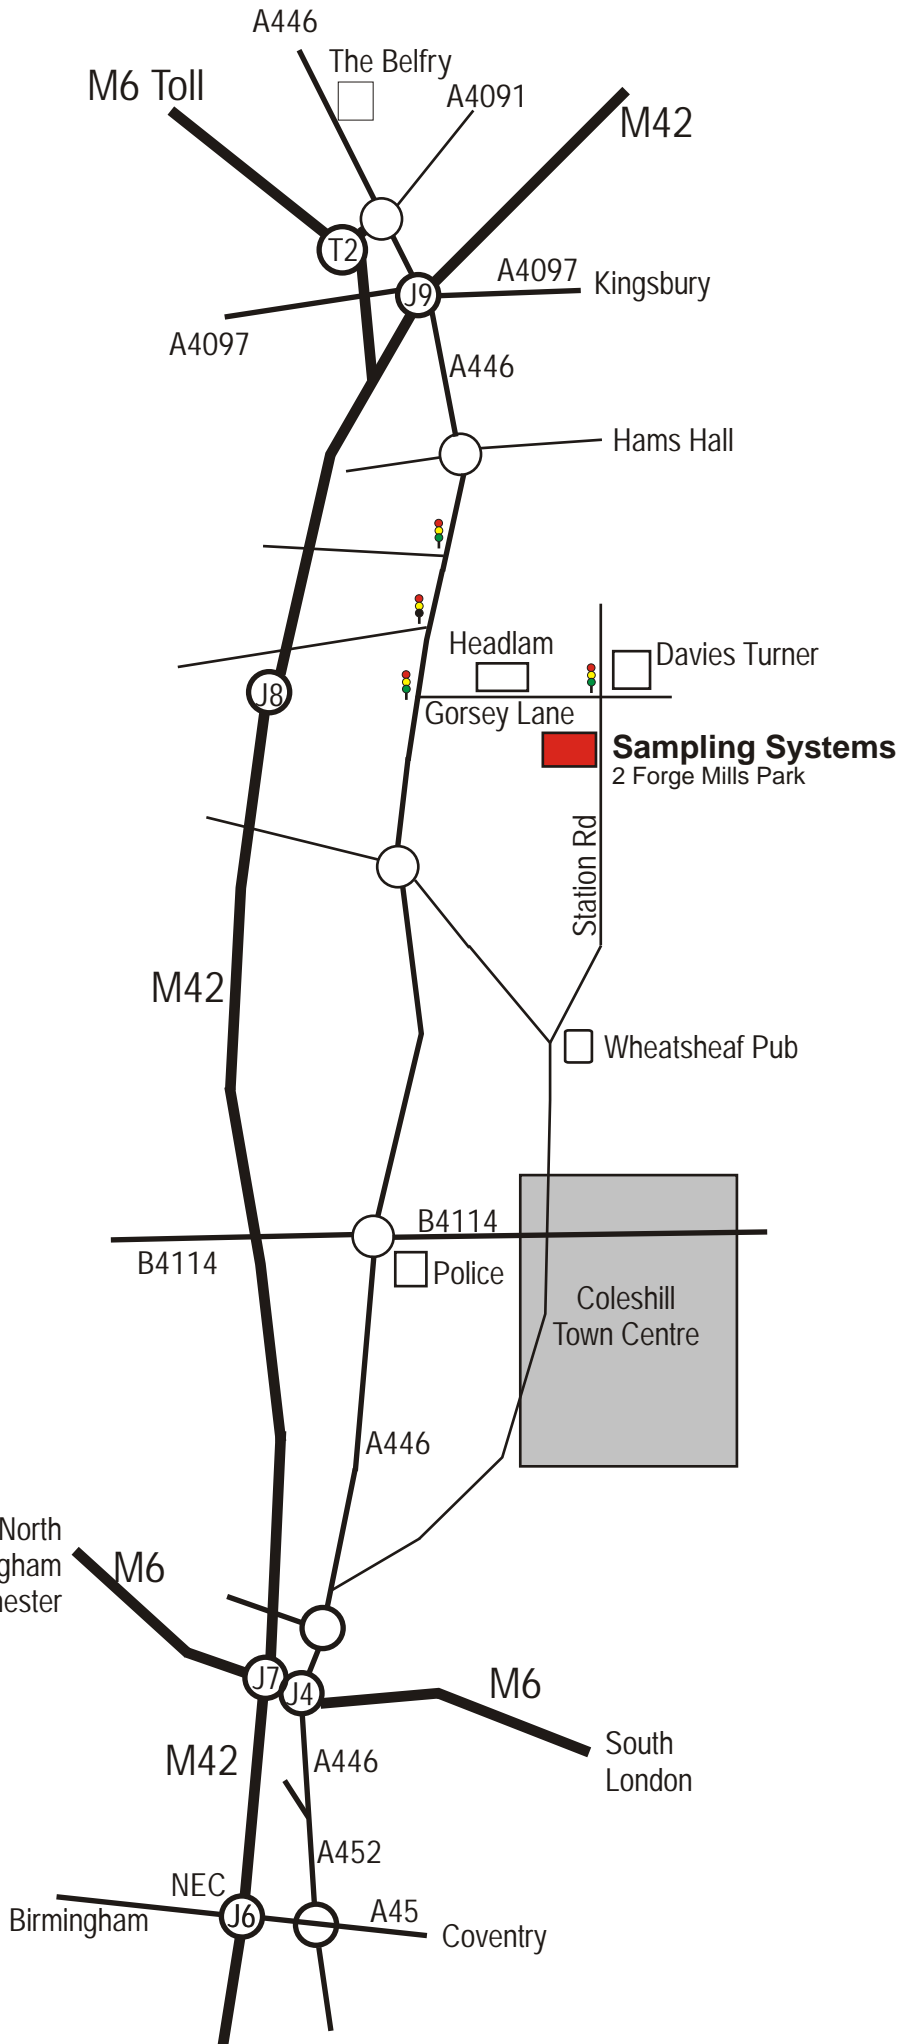 A446
The Belfry
M6 Toll
A4091
M42
T2
A4097
Kingsbury
J9
A4097
A446
Hams Hall
Headlam
Davies Turner
J8
Gorsey Lane
Sampling Systems
2 Forge Mills Park
Station Rd
M42
Wheatsheaf Pub
B4114
B4114
Police
Coleshill
Town Centre
A446
North
M6
J7
J4
M6
South
London
M42
A446
A452
NEC
J6
A45
Birmingham
Coventry